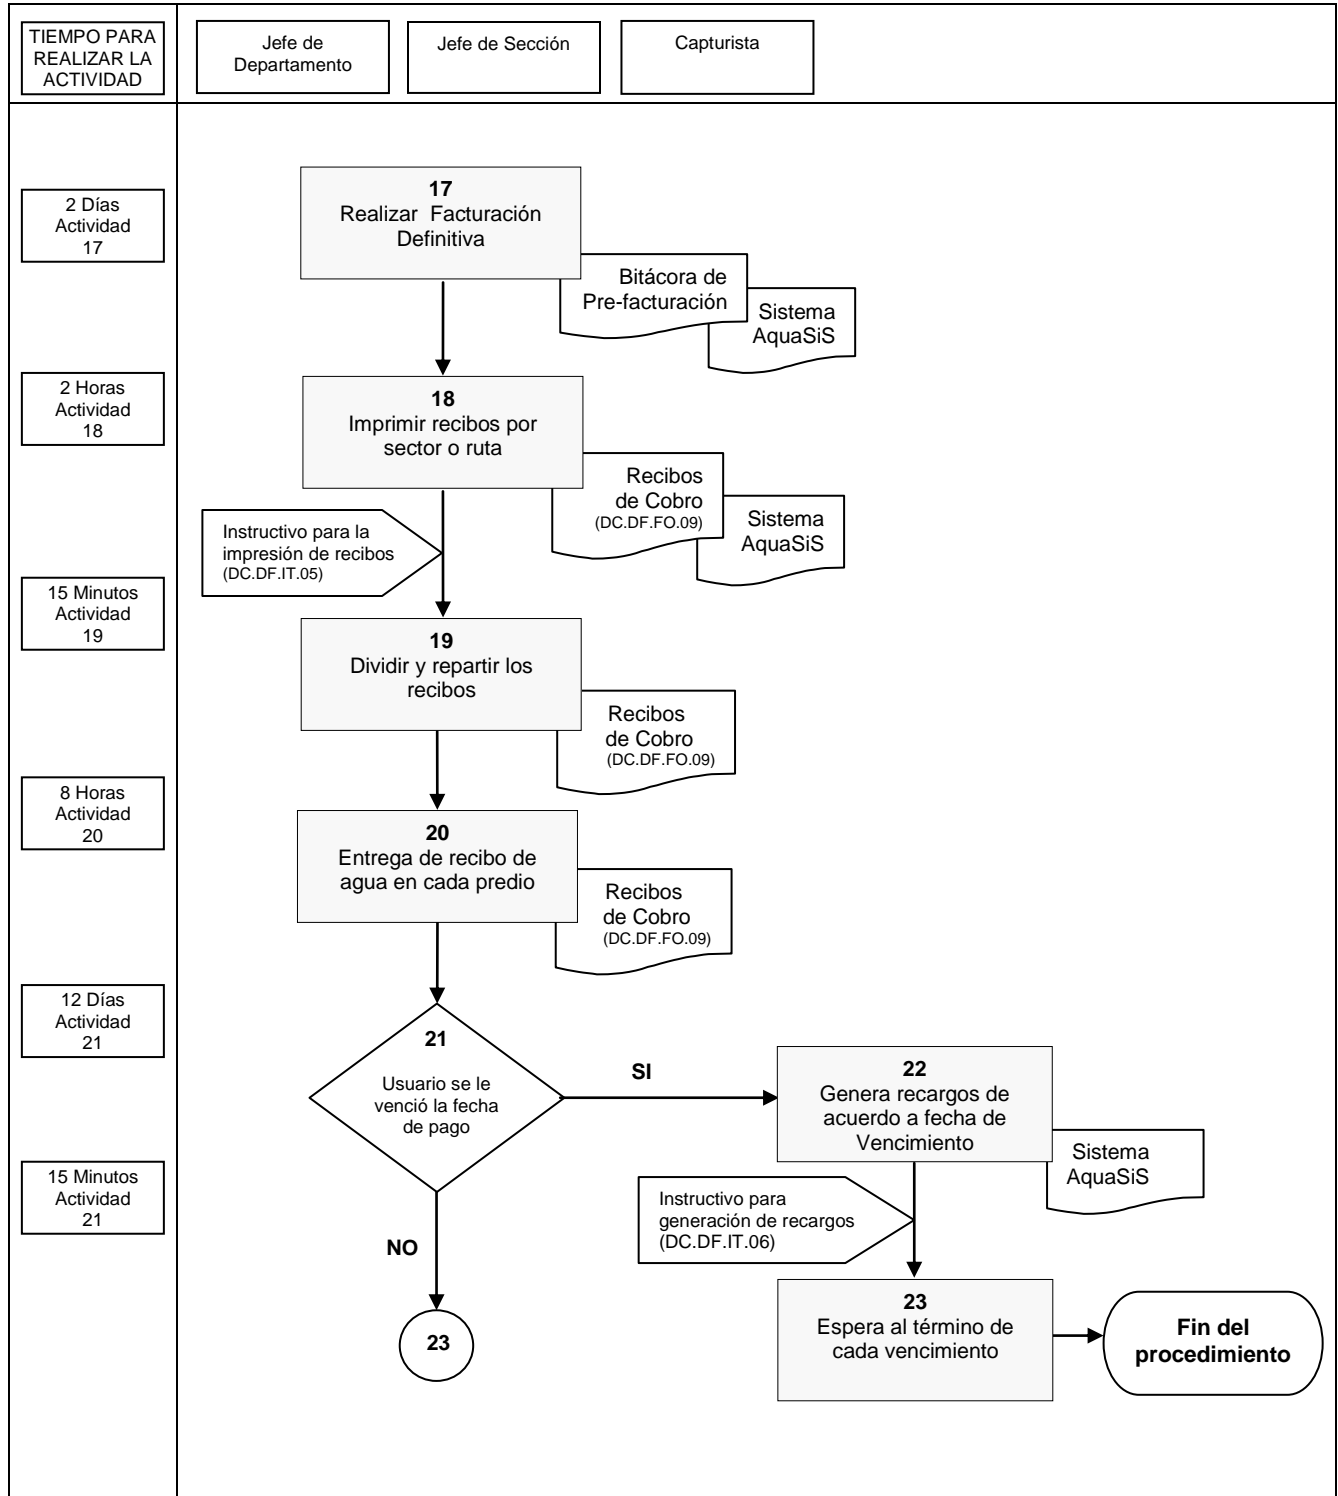 TIEMPO PARA
REALIZAR LA
ACTIVIDAD
Jefe de
Departamento
Jefe de Sección
Capturista
2 Días
Actividad
17
17
Realizar  Facturación
Definitiva
Bitácora de
Pre-facturación
Sistema
AquaSiS
2 Horas
Actividad
18
18
Imprimir recibos por
sector o ruta
Recibos
de Cobro
(DC.DF.FO.09)
Sistema
AquaSiS
Instructivo para la
impresión de recibos
(DC.DF.IT.05)
15 Minutos
Actividad
19
19
Dividir y repartir los
recibos
Recibos
de Cobro
(DC.DF.FO.09)
8 Horas
Actividad
20
20
Entrega de recibo de
agua en cada predio
Recibos
de Cobro
(DC.DF.FO.09)
12 Días
Actividad
21
21
Usuario se le
venció la fecha
de pago
SI
22
Genera recargos de
acuerdo a fecha de
Vencimiento
Sistema
AquaSiS
15 Minutos
Actividad
21
Instructivo para
generación de recargos
(DC.DF.IT.06)
NO
23
23
Espera al término de
cada vencimiento
Fin del
procedimiento